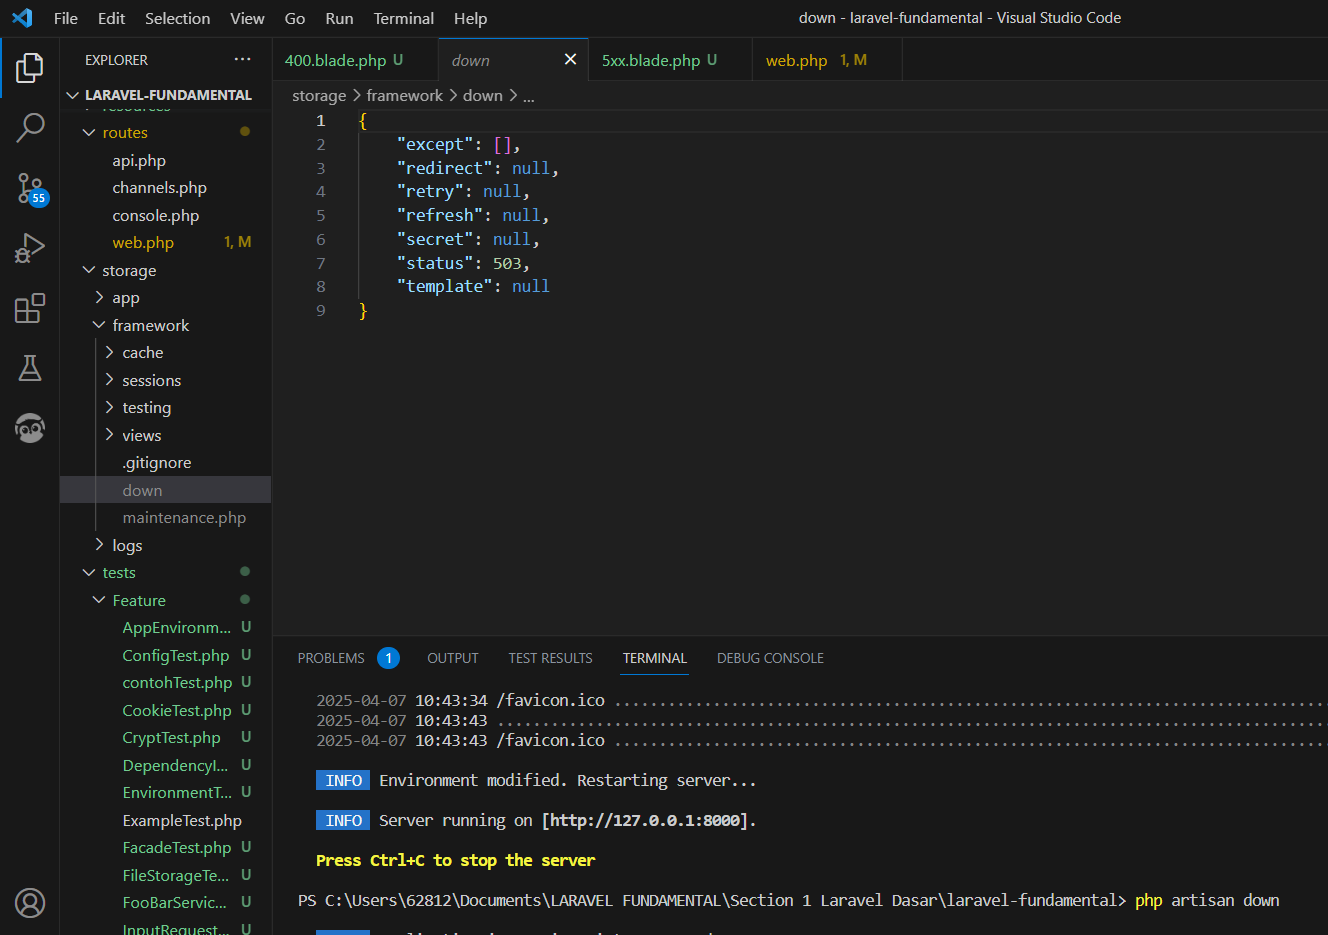 File Edit Selection View Go Run Terminal Help
down - laravel-fundamental - Visual Studio Code
EXPLORER ...
400.blade.php U
down
5xx.blade.php U
web.php 1, M
LARAVEL-FUNDAMENTAL
storage > framework > down > ...
resources
routes
api.php
channels.php
console.php
web.php 1, M
storage
app
framework
cache
sessions
testing
views
.gitignore
down
maintenance.php
logs
tests
Feature
AppEnvironm... U
ConfigTest.php U
contohTest.php U
CookieTest.php U
CryptTest.php U
DependencyI... U
EnvironmentT... U
ExampleTest.php
FacadeTest.php U
FileStorageTe... U
FooBarServic... U
InputRequest... U
55
1 {
2 "except": [],
3 "redirect": null,
4 "retry": null,
5 "refresh": null,
6 "secret": null,
7 "status": 503,
8 "template": null
9 }
PROBLEMS 1 OUTPUT TEST RESULTS TERMINAL DEBUG CONSOLE
2025-04-07 10:43:34 /favicon.ico ................................................................................
2025-04-07 10:43:43 ................................................................................
2025-04-07 10:43:43 /favicon.ico ................................................................................
INFO Environment modified. Restarting server...
INFO Server running on [http://127.0.0.1:8000].
Press Ctrl+C to stop the server
PS C:\Users\62812\Documents\LARAVEL FUNDAMENTAL\Section 1 Laravel Dasar\laravel-fundamental> php artisan down